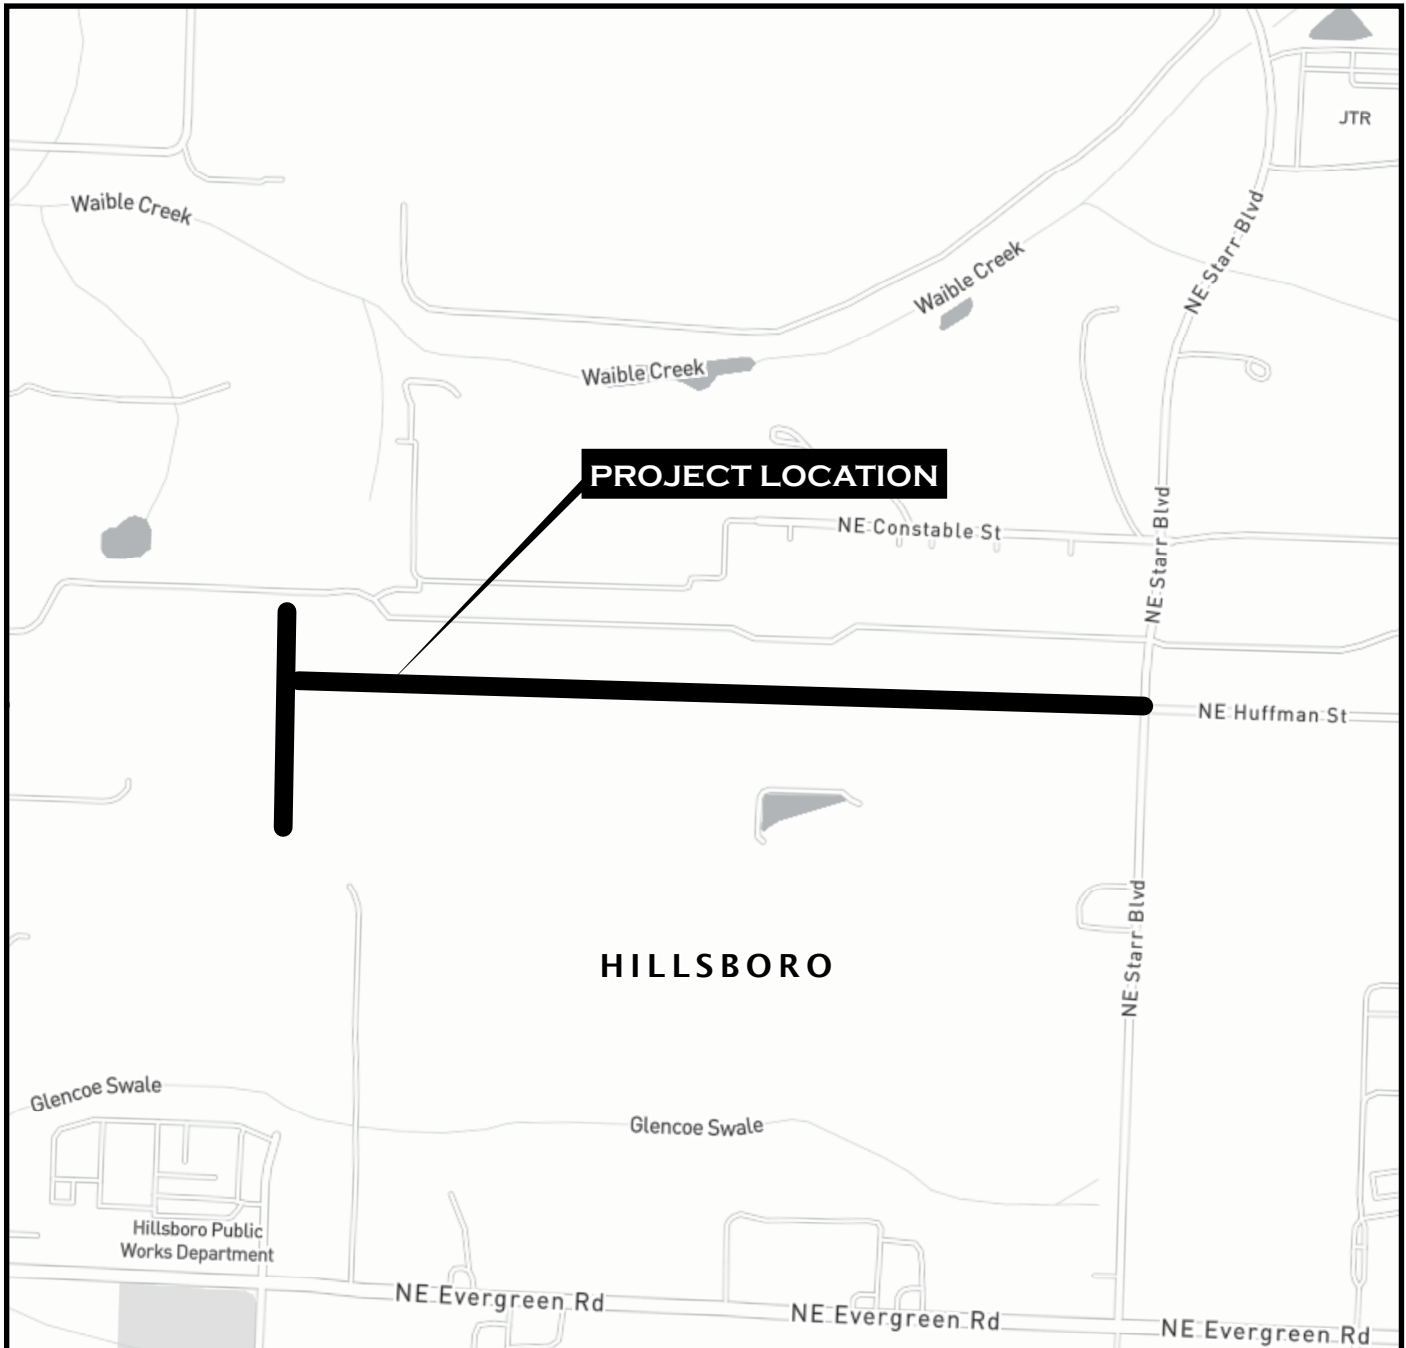 JTR
Waible Creek
NE Starr Blvd
Waible Creek
Waible Creek
PROJECT LOCATION
NE Constable St
NE Starr Blvd
NE Huffman St
NE Starr Blvd
HILLSBORO
Glencoe Swale
Glencoe Swale
Hillsboro Public
Works Department
NE Evergreen Rd
NE Evergreen Rd
NE Evergreen Rd